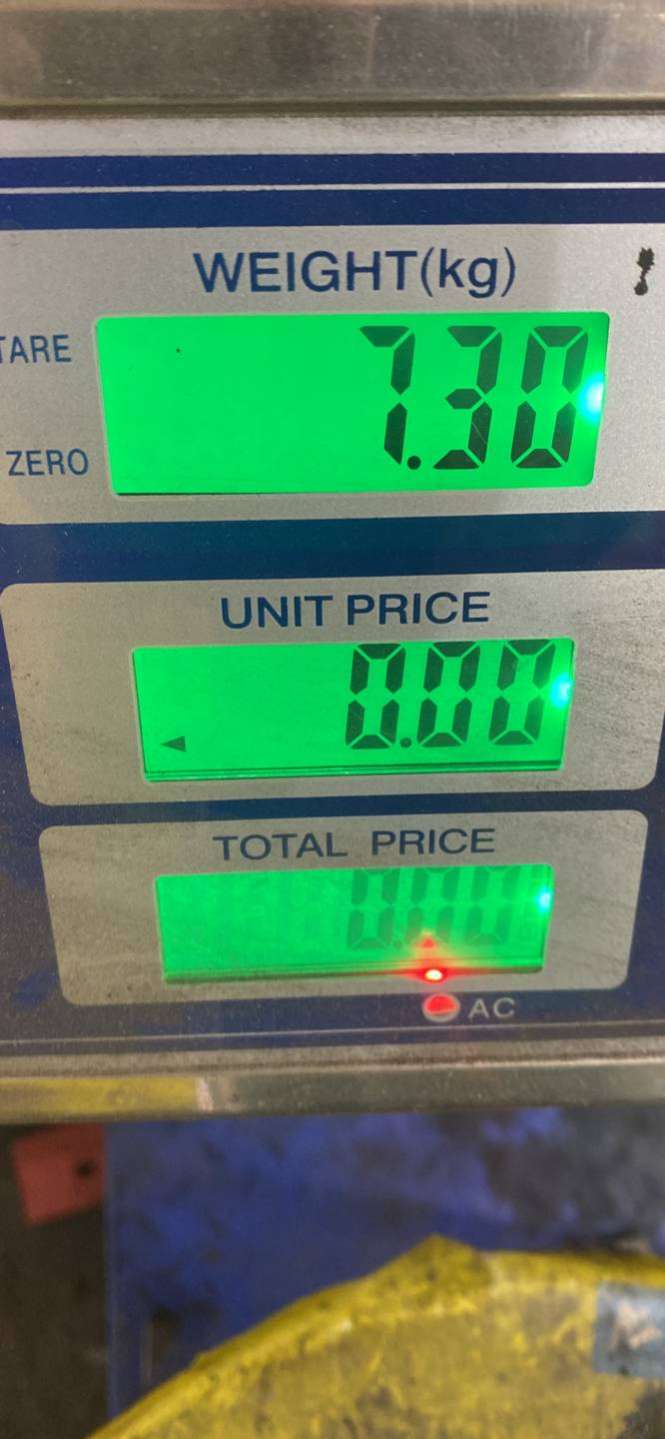 WEIGHT(kg)
TARE
7.30
ZERO
UNIT PRICE
0.00
TOTAL PRICE
0.00
AC